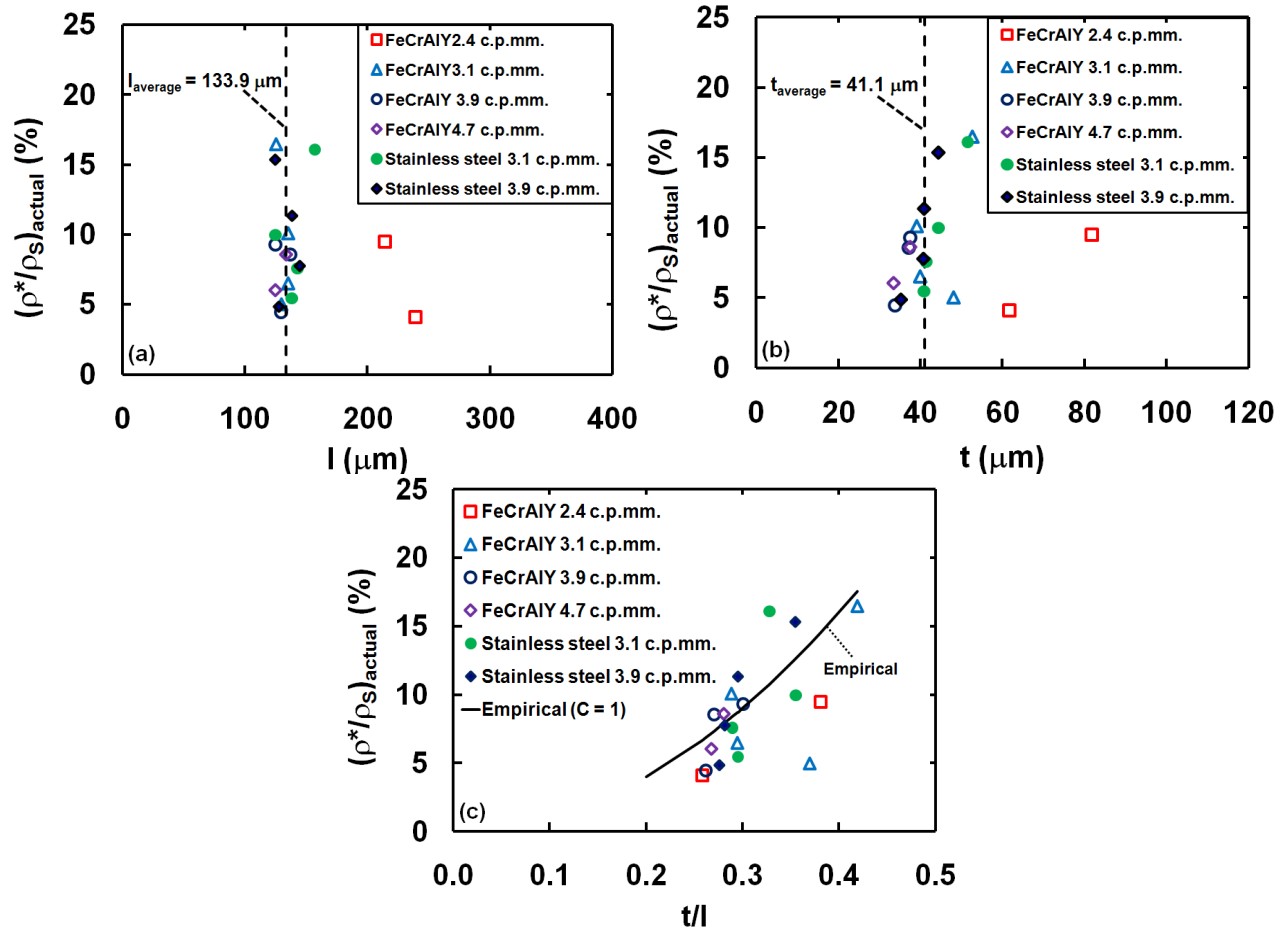 25
20
15
10
5
0
(ρ*/ρS)actual (%)
laverage = 133.9 μm
FeCrAlY2.4 c.p.mm.
FeCrAlY3.1 c.p.mm.
FeCrAlY 3.9 c.p.mm.
FeCrAlY4.7 c.p.mm.
Stainless steel 3.1 c.p.mm.
Stainless steel 3.9 c.p.mm.
(a)
0 100 200 300 400
l (μm)
25
20
15
10
5
0
(ρ*/ρS)actual (%)
taverage = 41.1 μm
FeCrAlY 2.4 c.p.mm.
FeCrAlY 3.1 c.p.mm.
FeCrAlY 3.9 c.p.mm.
FeCrAlY 4.7 c.p.mm.
Stainless steel 3.1 c.p.mm.
Stainless steel 3.9 c.p.mm.
(b)
0 20 40 60 80 100 120
t (μm)
25
20
15
10
5
0
(ρ*/ρS)actual (%)
FeCrAlY 2.4 c.p.mm.
FeCrAlY 3.1 c.p.mm.
FeCrAlY 3.9 c.p.mm.
FeCrAlY 4.7 c.p.mm.
Stainless steel 3.1 c.p.mm.
Stainless steel 3.9 c.p.mm.
Empirical (C = 1)
Empirical
(c)
0.0 0.1 0.2 0.3 0.4 0.5
t/l